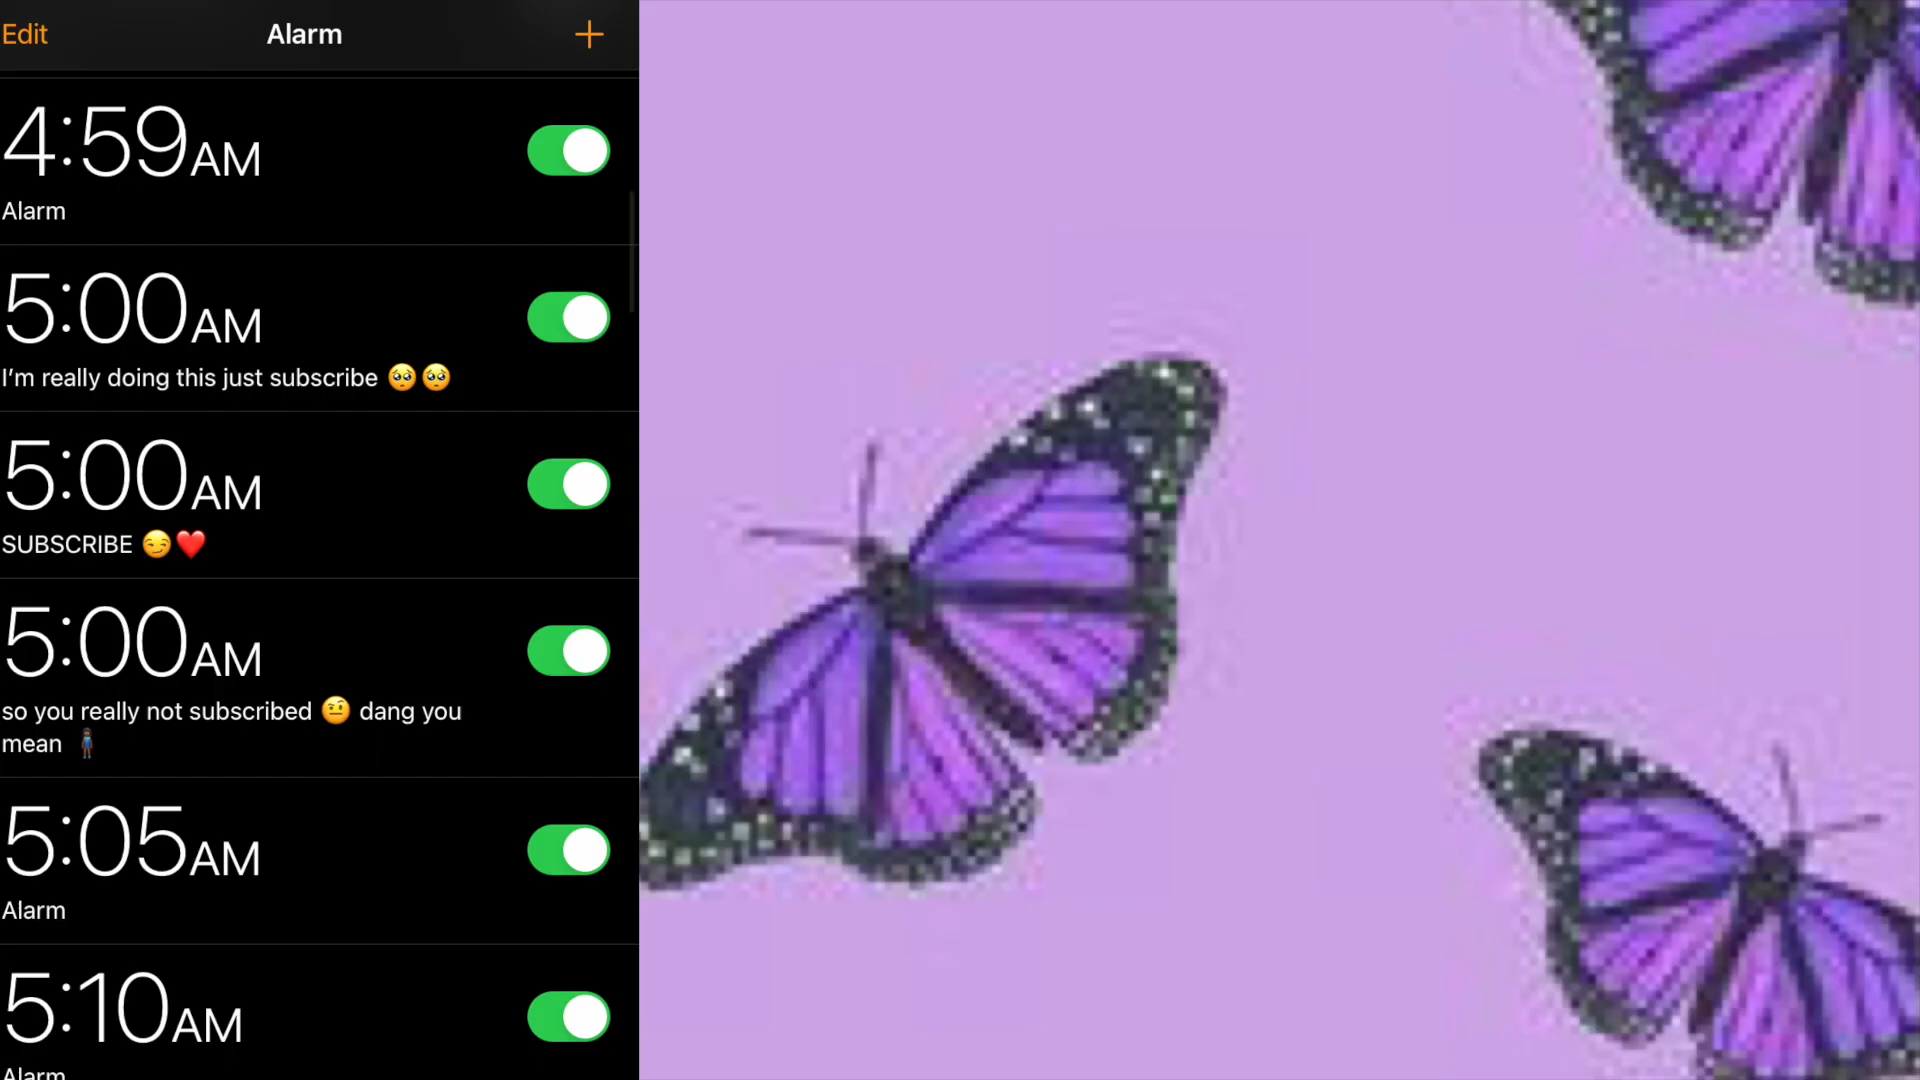 Edit
Alarm
+
4:59AM
Alarm
5:00AM
I’m really doing this just subscribe 🥺🥺
5:00AM
SUBSCRIBE 😏❤️
5:00AM
so you really not subscribed 🤨 dang you
mean 🧍🏾‍♂️
5:05AM
Alarm
5:10AM
Alarm